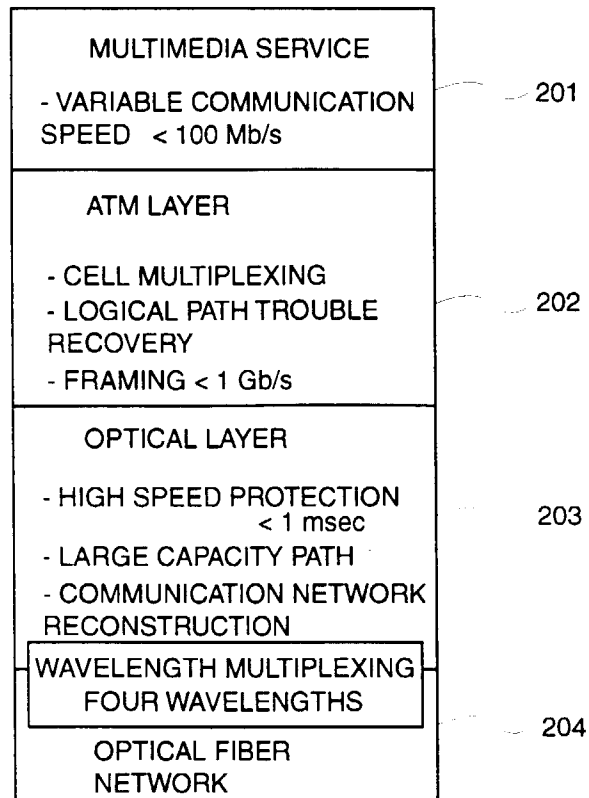 MULTIMEDIA SERVICE
- VARIABLE COMMUNICATION
SPEED < 100 Mb/s
201
ATM LAYER
- CELL MULTIPLEXING
- LOGICAL PATH TROUBLE
RECOVERY
- FRAMING < 1 Gb/s
202
OPTICAL LAYER
- HIGH SPEED PROTECTION
< 1 msec
- LARGE CAPACITY PATH
- COMMUNICATION NETWORK
RECONSTRUCTION
203
WAVELENGTH MULTIPLEXING
FOUR WAVELENGTHS
204
OPTICAL FIBER
NETWORK